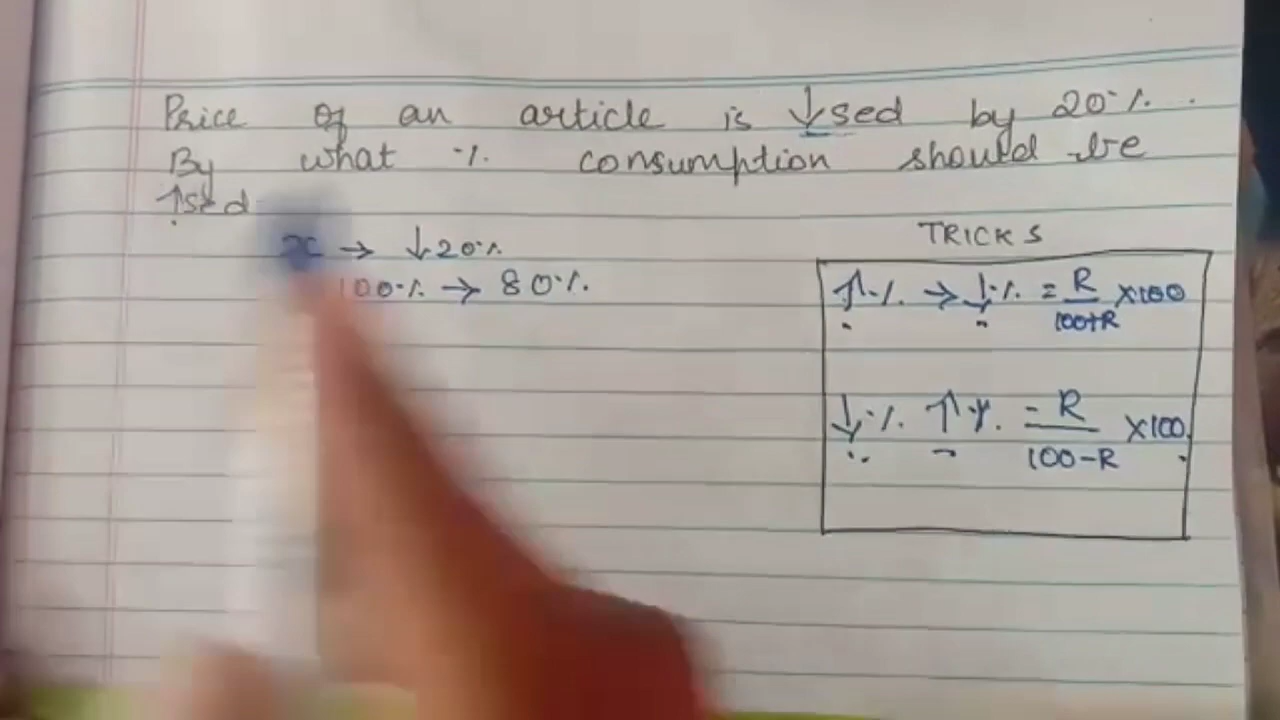 Price of an article is ↓sed by 20%.
By what % consumption should be
↑sed
x → ↓20%
100% → 80%
TRICKS
↑% → ↓% = R/100+R ×100
↓% ↑% = R/100-R ×100